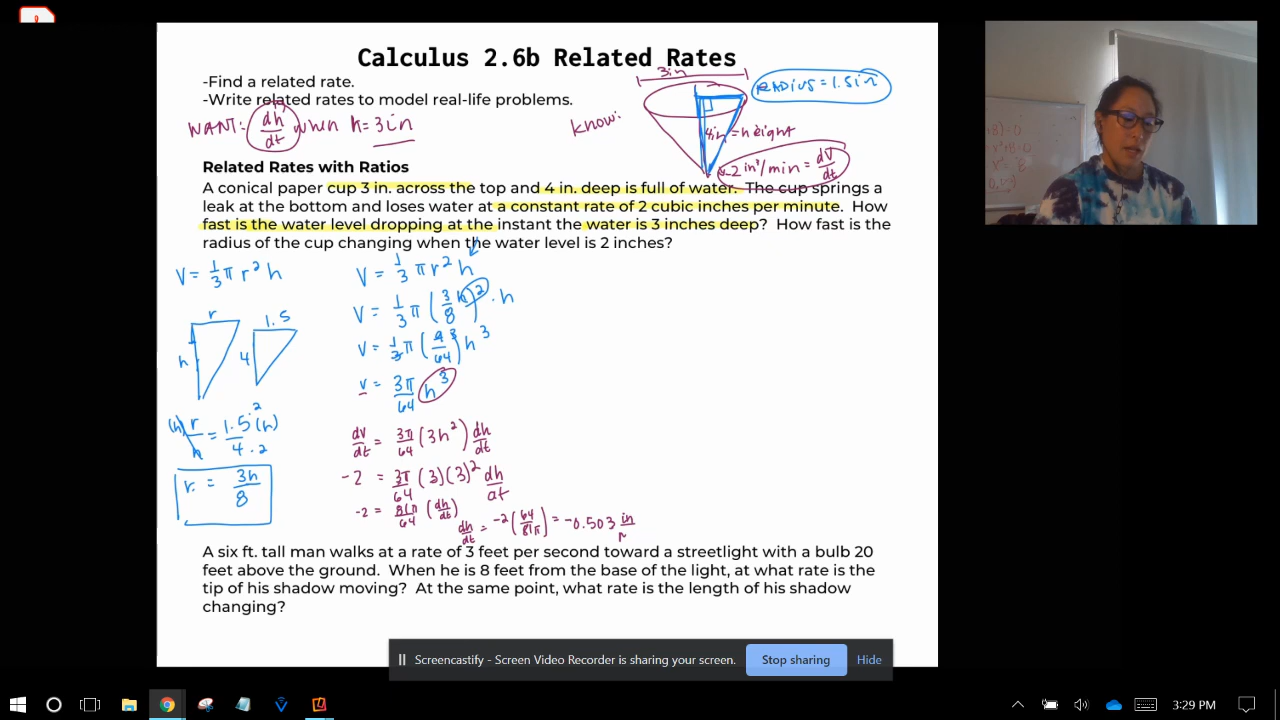 Calculus 2.6b Related Rates
-Find a related rate.
-Write related rates to model real-life problems.
WANT: dh/dt when h = 3in
know:
3in
RADIUS = 1.5in
4in = height
-2 in³/min = dV/dt
Related Rates with Ratios
A conical paper cup 3 in. across the top and 4 in. deep is full of water. The cup springs a
leak at the bottom and loses water at a constant rate of 2 cubic inches per minute. How
fast is the water level dropping at the instant the water is 3 inches deep? How fast is the
radius of the cup changing when the water level is 2 inches?
V = 1/3 π r² h
r
h
1.5
4
(h) r/h = 1.5 (h)/4 · 2
r = 3h/8
V = 1/3 π r² h
V = 1/3 π (3/8 h)² · h
V = 1/3 π (9/64) h³
V = 3π/64 h³
dV/dt = 3π/64 (3h²) dh/dt
-2 = 3π/64 (3)(3)² dh/dt
-2 = 81π/64 (dh/dt)
dh/dt = -2 (64/81π) = -0.503 in
A six ft. tall man walks at a rate of 3 feet per second toward a streetlight with a bulb 20
feet above the ground. When he is 8 feet from the base of the light, at what rate is the
tip of his shadow moving? At the same point, what rate is the length of his shadow
changing?
Screencastify - Screen Video Recorder is sharing your screen.
Stop sharing
Hide
3:29 PM